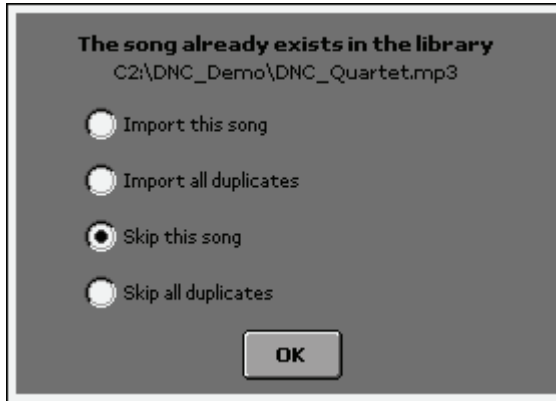 The song already exists in the library
C2:\DNC_Demo\DNC_Quartet.mp3
Import this song
Import all duplicates
Skip this song
Skip all duplicates
OK